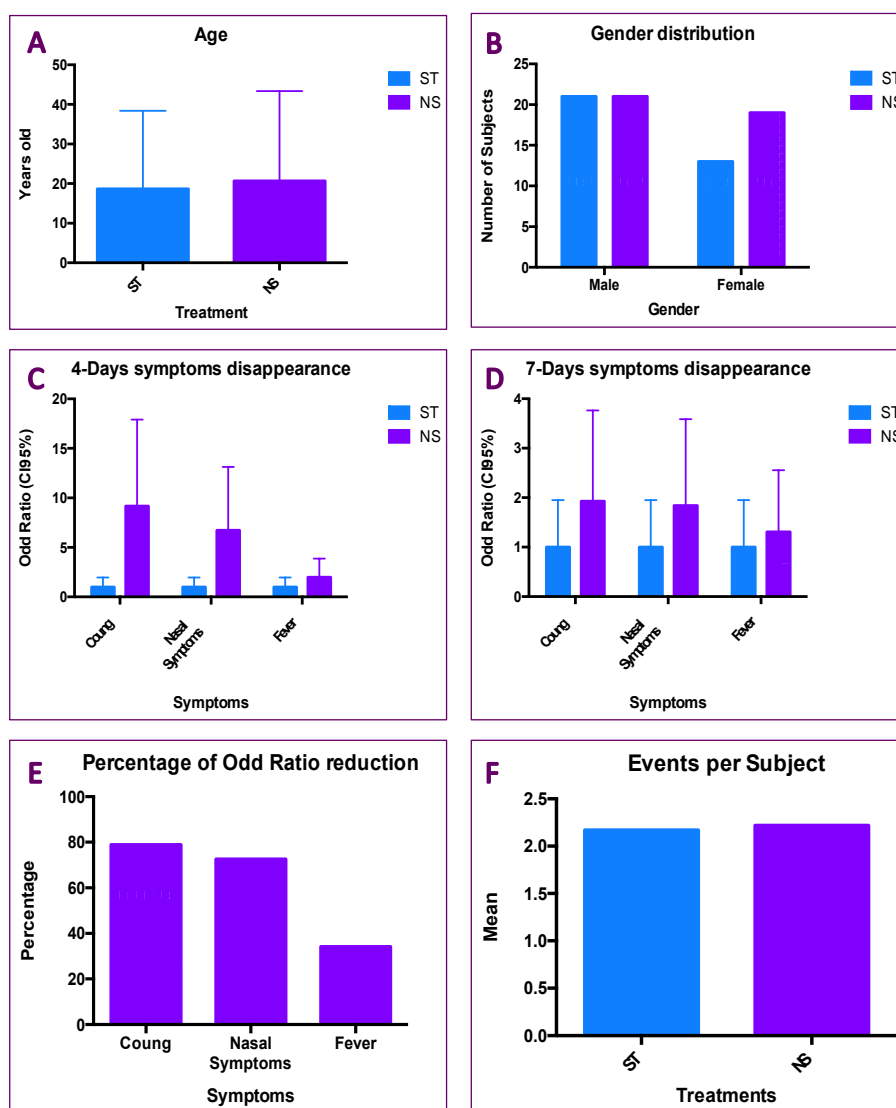 A
Age
50
40
30
20
10
0
Years old
ST
NS
Treatment
ST
NS
B
Gender distribution
25
20
15
10
5
0
Number of Subjects
Male
Female
Gender
ST
NS
C
4-Days symptoms disappearance
20
15
10
5
0
Odd Ratio (CI95%)
Coung
Nasal
Symptoms
Fever
Symptoms
ST
NS
D
7-Days symptoms disappearance
4
3
2
1
0
Odd Ratio (CI95%)
Coung
Nasal
Symptoms
Fever
Symptoms
ST
NS
E
Percentage of Odd Ratio reduction
100
80
60
40
20
0
Percentage
Coung
Nasal
Symptoms
Fever
Symptoms
F
Events per Subject
2.5
2.0
1.5
1.0
0.5
0.0
Mean
ST
NS
Treatments